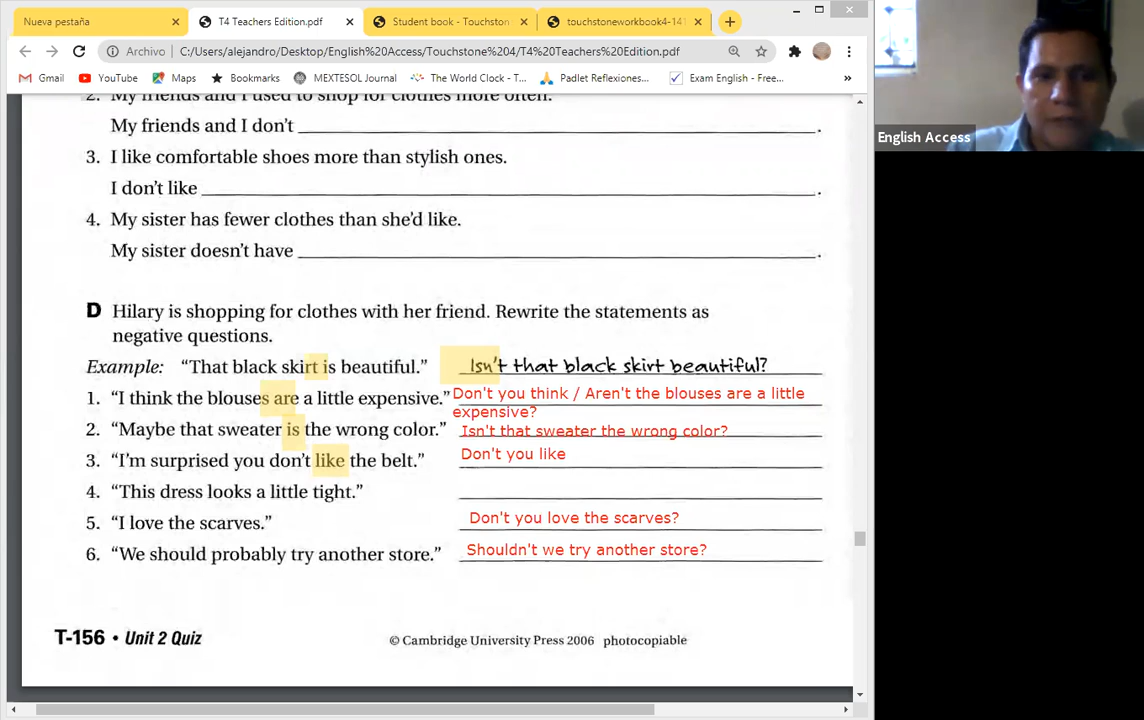 Nueva pestaña
T4 Teachers Edition.pdf
Student book - Touchston
touchstoneworkbook4-141
Archivo
C:/Users/alejandro/Desktop/English%20Access/Touchstone%204/T4%20Teachers%20Edition.pdf
Gmail
YouTube
Maps
Bookmarks
MEXTESOL Journal
The World Clock - T...
Padlet Reflexiones...
Exam English - Free...
»
English Access
2. My friends and I used to shop for clothes more often.
My friends and I don't ______.
3. I like comfortable shoes more than stylish ones.
I don't like ______.
4. My sister has fewer clothes than she'd like.
My sister doesn't have ______.
D Hilary is shopping for clothes with her friend. Rewrite the statements as
negative questions.
Example: "That black skirt is beautiful." Isn't that black skirt beautiful?
1. "I think the blouses are a little expensive." Don't you think / Aren't the blouses are a little
expensive?
2. "Maybe that sweater is the wrong color." Isn't that sweater the wrong color?
3. "I'm surprised you don't like the belt." Don't you like
4. "This dress looks a little tight."
5. "I love the scarves." Don't you love the scarves?
6. "We should probably try another store." Shouldn't we try another store?
T-156 • Unit 2 Quiz
© Cambridge University Press 2006 photocopiable